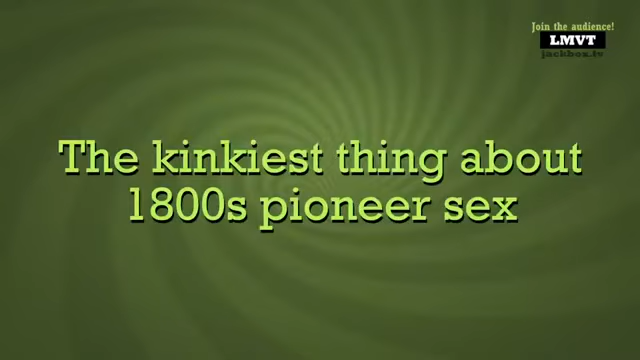 Join the audience!
LMVT
jackbox.tv
The kinkiest thing about
1800s pioneer sex